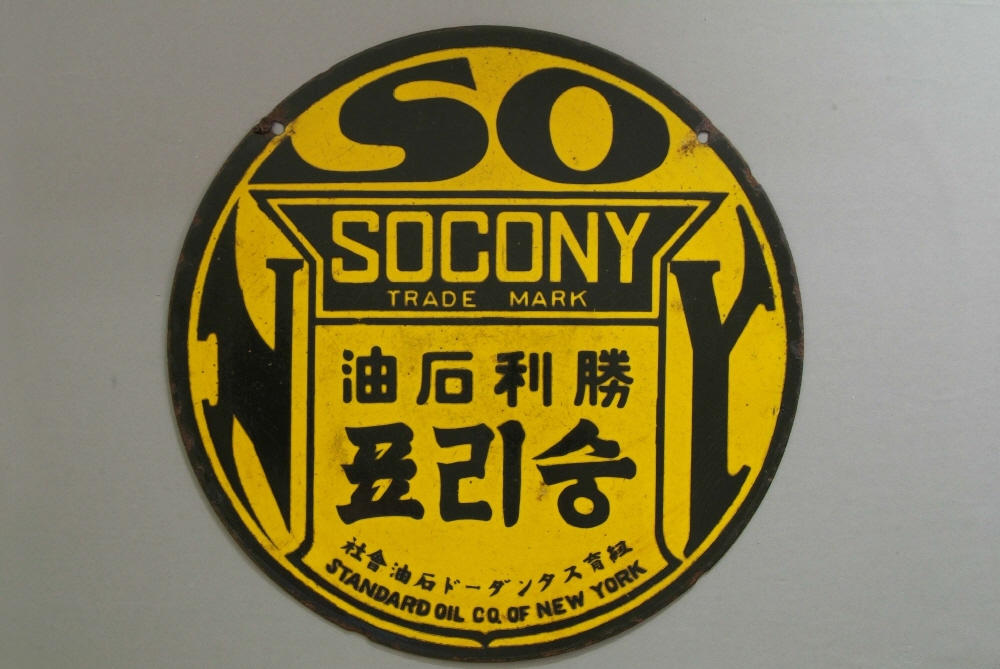 SO
N Y
SOCONY
TRADE MARK
勝利石油
승리표
紐育スタンダード石油會社
STANDARD OIL CO. OF NEW YORK